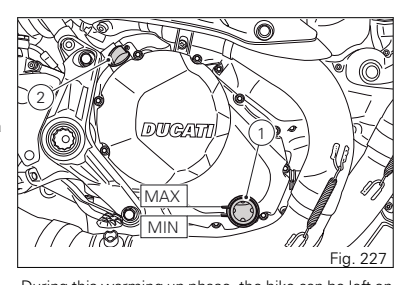 2
DUCATI
1
MAX
MIN
Fig. 227
During this warming up phase, the bike can be left on